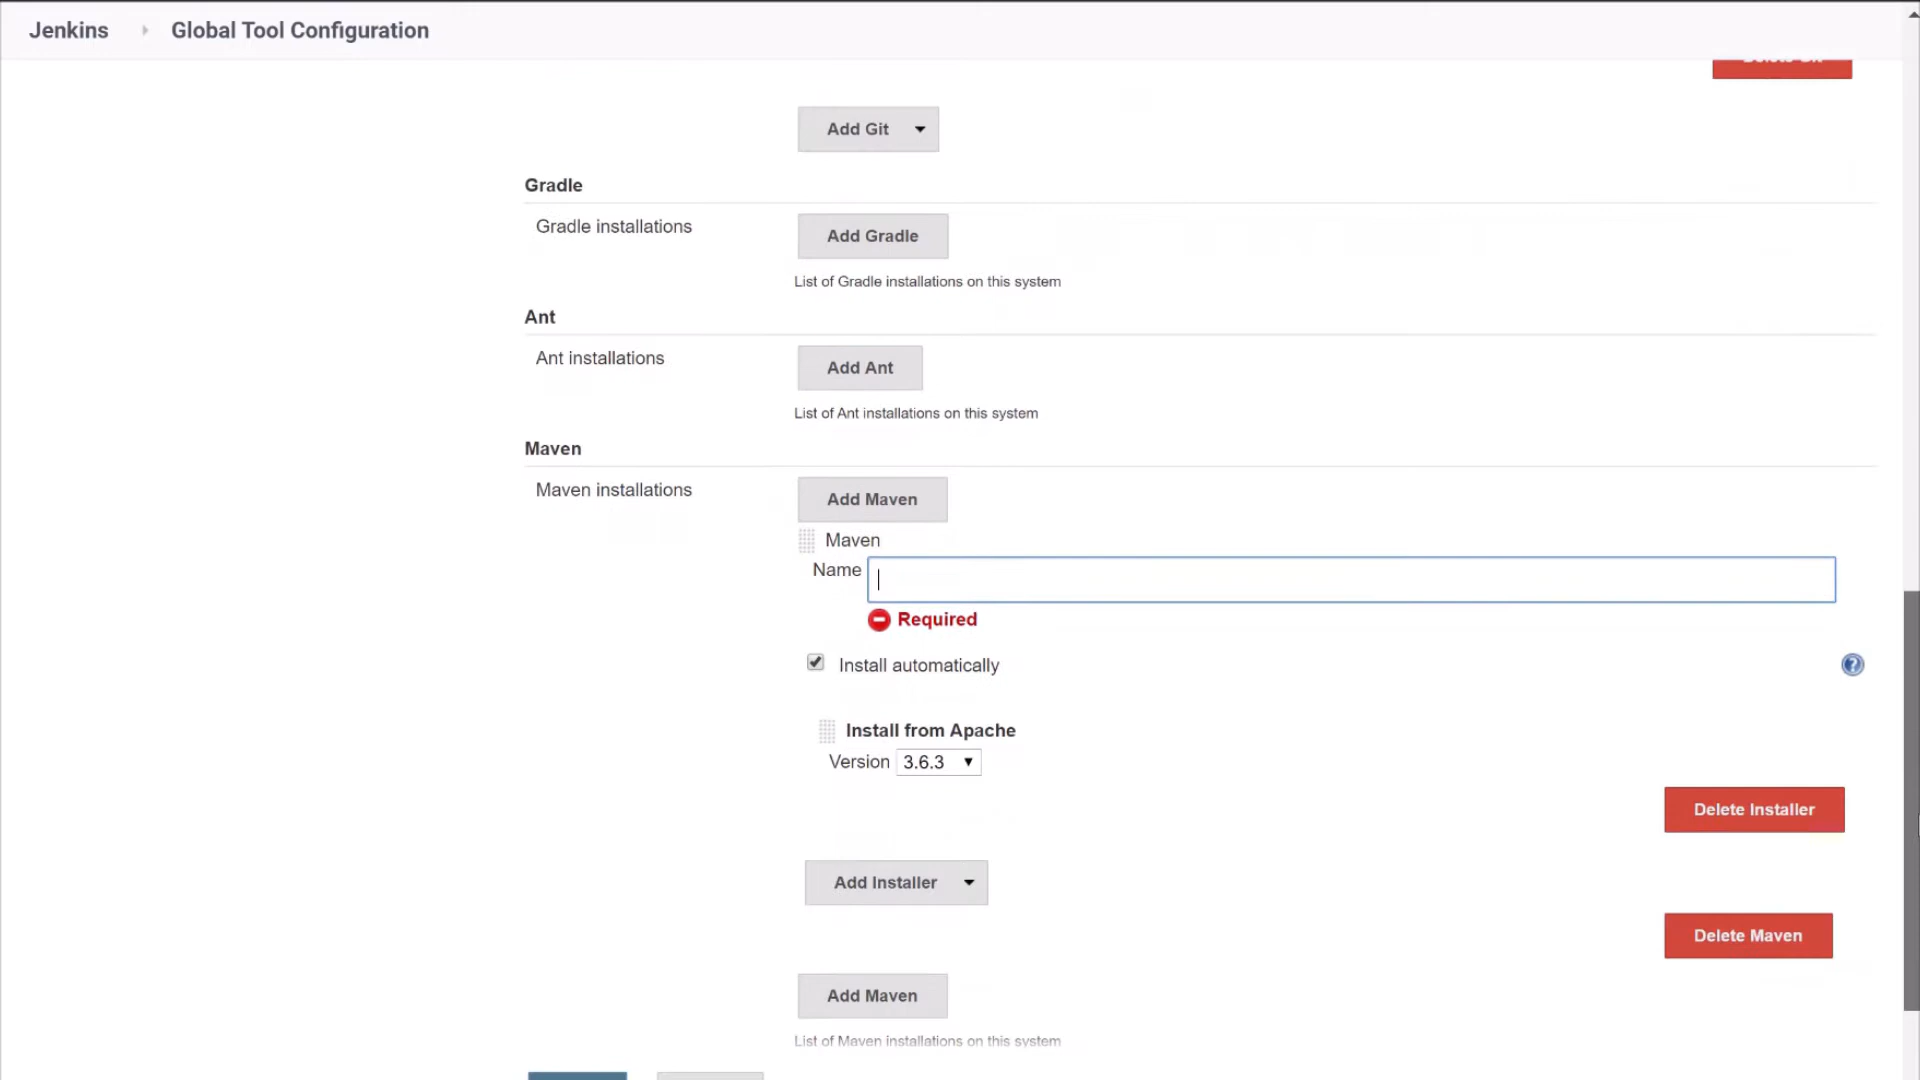 Jenkins Global Tool Configuration
Add Git
Gradle
Gradle installations
Add Gradle
List of Gradle installations on this system
Ant
Ant installations
Add Ant
List of Ant installations on this system
Maven
Maven installations
Add Maven
Maven
Name
Required
Install automatically
Install from Apache
Version 3.6.3
Delete Installer
Add Installer
Delete Maven
Add Maven
List of Maven installations on this system